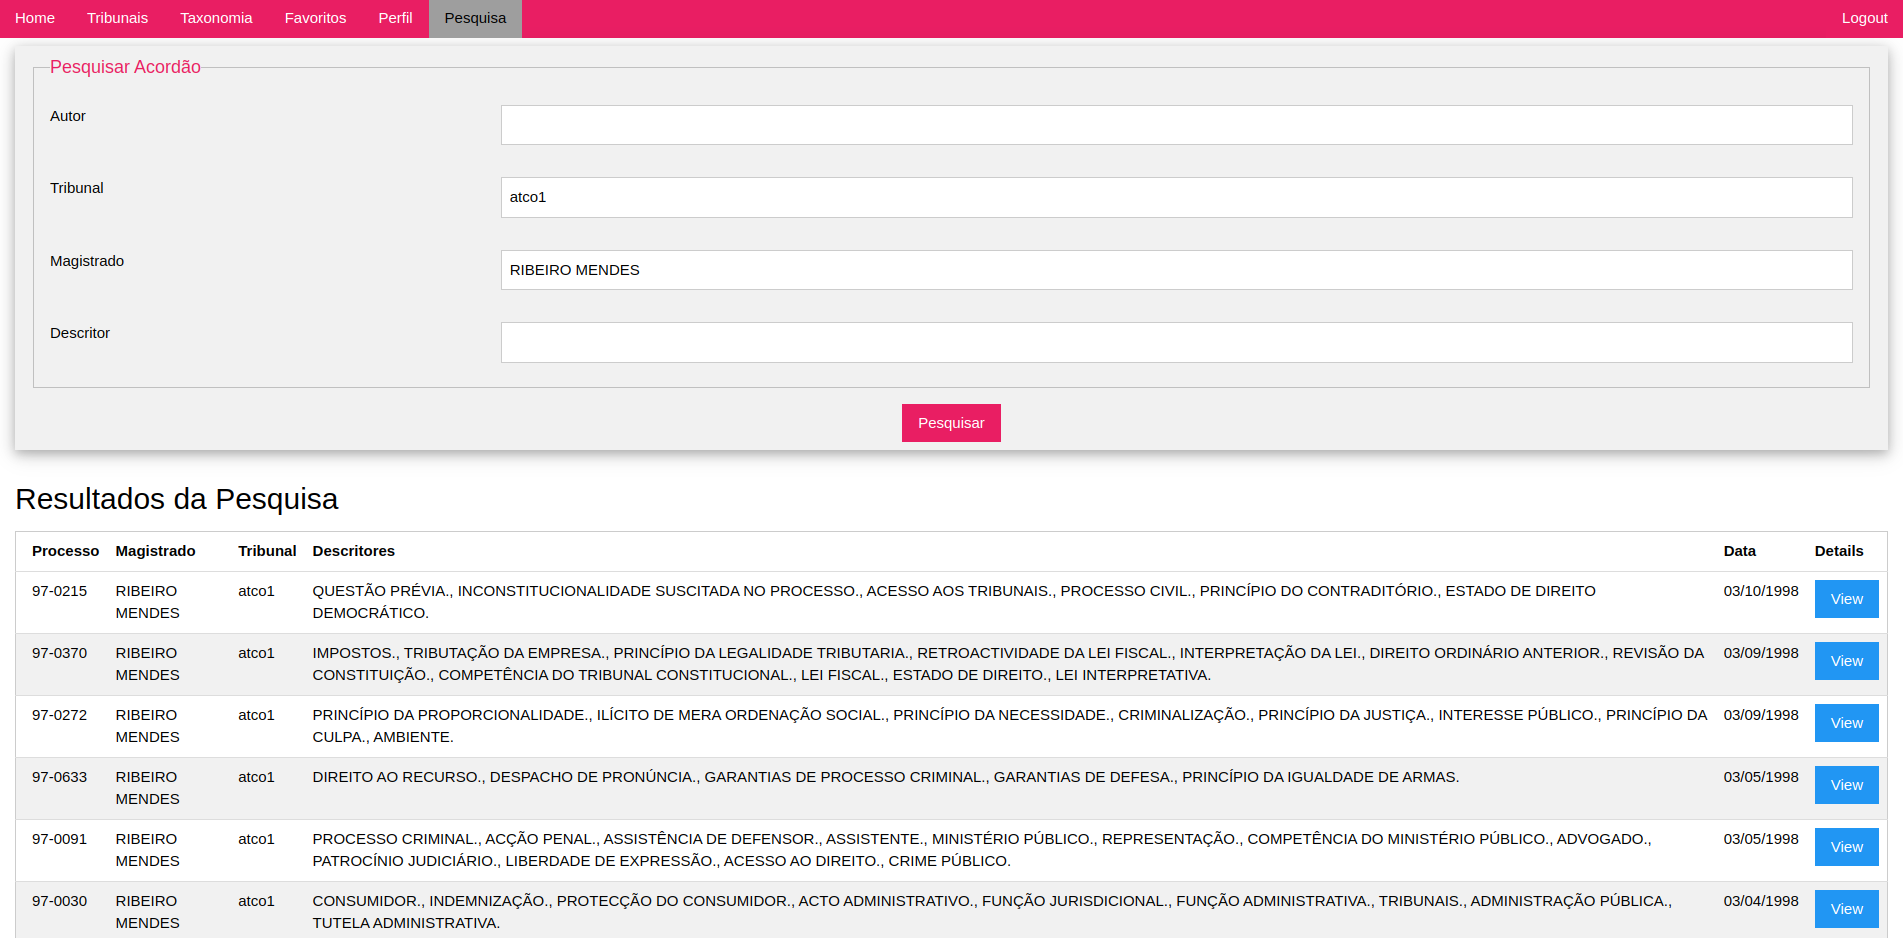 Home Tribunais Taxonomia Favoritos Perfil Pesquisa Logout
Pesquisar Acordão
Autor
Tribunal atco1
Magistrado RIBEIRO MENDES
Descritor
Pesquisar
Resultados da Pesquisa
Processo Magistrado Tribunal Descritores Data Details
97-0215 RIBEIRO atco1 QUESTÃO PRÉVIA., INCONSTITUCIONALIDADE SUSCITADA NO PROCESSO., ACESSO AOS TRIBUNAIS., PROCESSO CIVIL., PRINCÍPIO DO CONTRADITÓRIO., ESTADO DE DIREITO 03/10/1998 View
MENDES DEMOCRÁTICO.
97-0370 RIBEIRO atco1 IMPOSTOS., TRIBUTAÇÃO DA EMPRESA., PRINCÍPIO DA LEGALIDADE TRIBUTARIA., RETROACTIVIDADE DA LEI FISCAL., INTERPRETAÇÃO DA LEI., DIREITO ORDINÁRIO ANTERIOR., REVISÃO DA 03/09/1998 View
MENDES CONSTITUIÇÃO., COMPETÊNCIA DO TRIBUNAL CONSTITUCIONAL., LEI FISCAL., ESTADO DE DIREITO., LEI INTERPRETATIVA.
97-0272 RIBEIRO atco1 PRINCÍPIO DA PROPORCIONALIDADE., ILÍCITO DE MERA ORDENAÇÃO SOCIAL., PRINCÍPIO DA NECESSIDADE., CRIMINALIZAÇÃO., PRINCÍPIO DA JUSTIÇA., INTERESSE PÚBLICO., PRINCÍPIO DA 03/09/1998 View
MENDES CULPA., AMBIENTE.
97-0633 RIBEIRO atco1 DIREITO AO RECURSO., DESPACHO DE PRONÚNCIA., GARANTIAS DE PROCESSO CRIMINAL., GARANTIAS DE DEFESA., PRINCÍPIO DA IGUALDADE DE ARMAS. 03/05/1998 View
MENDES
97-0091 RIBEIRO atco1 PROCESSO CRIMINAL., ACÇÃO PENAL., ASSISTÊNCIA DE DEFENSOR., ASSISTENTE., MINISTÉRIO PÚBLICO., REPRESENTAÇÃO., COMPETÊNCIA DO MINISTÉRIO PÚBLICO., ADVOGADO., 03/05/1998 View
MENDES PATROCÍNIO JUDICIÁRIO., LIBERDADE DE EXPRESSÃO., ACESSO AO DIREITO., CRIME PÚBLICO.
97-0030 RIBEIRO atco1 CONSUMIDOR., INDEMNIZAÇÃO., PROTECÇÃO DO CONSUMIDOR., ACTO ADMINISTRATIVO., FUNÇÃO JURISDICIONAL., FUNÇÃO ADMINISTRATIVA., TRIBUNAIS., ADMINISTRAÇÃO PÚBLICA., 03/04/1998 View
MENDES TUTELA ADMINISTRATIVA.